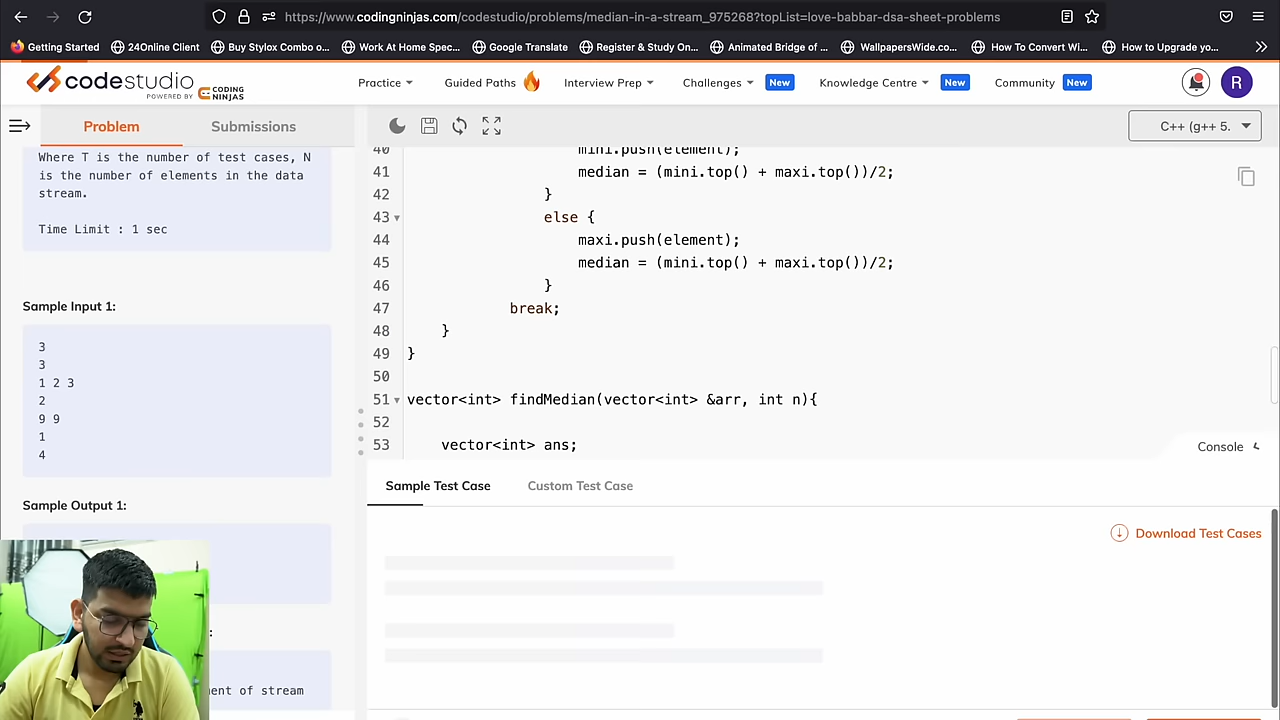 https://www.codingninjas.com/codestudio/problems/median-in-a-stream_975268?topList=love-babbar-dsa-sheet-problems
Getting Started 24Online Client Buy Stylox Combo o... Work At Home Spec... Google Translate Register & Study On... Animated Bridge of ... WallpapersWide.co... How To Convert Wi... How to Upgrade yo...
codestudio
POWERED BY CODING NINJAS
Practice Guided Paths Interview Prep Challenges New Knowledge Centre New Community New R
Problem Submissions
C++ (g++ 5.
Where T is the number of test cases, N
is the number of elements in the data
stream.
Time Limit : 1 sec
Sample Input 1:
3
3
1 2 3
2
9 9
1
4
Sample Output 1:
:
ent of stream
40 mini.push(element);
41 median = (mini.top() + maxi.top())/2;
42 }
43 else {
44 maxi.push(element);
45 median = (mini.top() + maxi.top())/2;
46 }
47 break;
48 }
49 }
50
51 vector<int> findMedian(vector<int> &arr, int n){
52
53 vector<int> ans;
Console
Sample Test Case Custom Test Case
Download Test Cases